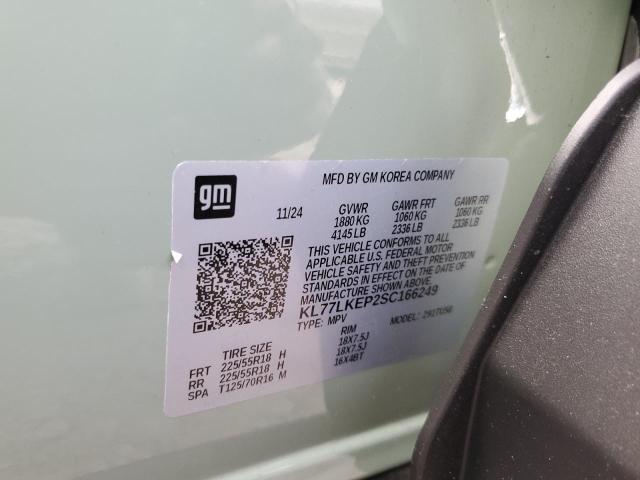 gm
MFD BY GM KOREA COMPANY
11/24 GVWR GAWR FRT GAWR RR
1880 KG 1060 KG 1060 KG
4145 LB 2336 LB 2336 LB
THIS VEHICLE CONFORMS TO ALL
APPLICABLE U.S. FEDERAL MOTOR
VEHICLE SAFETY AND THEFT PREVENTION
STANDARDS IN EFFECT ON THE DATE OF
MANUFACTURE SHOWN ABOVE.
KL77LKEP2SC166249
TYPE: MPV MODEL:
TIRE SIZE RIM
FRT 225/55R18 H 18X7.5J
RR 225/55R18 H 18X7.5J
SPA T125/70R16 M 16X4BT